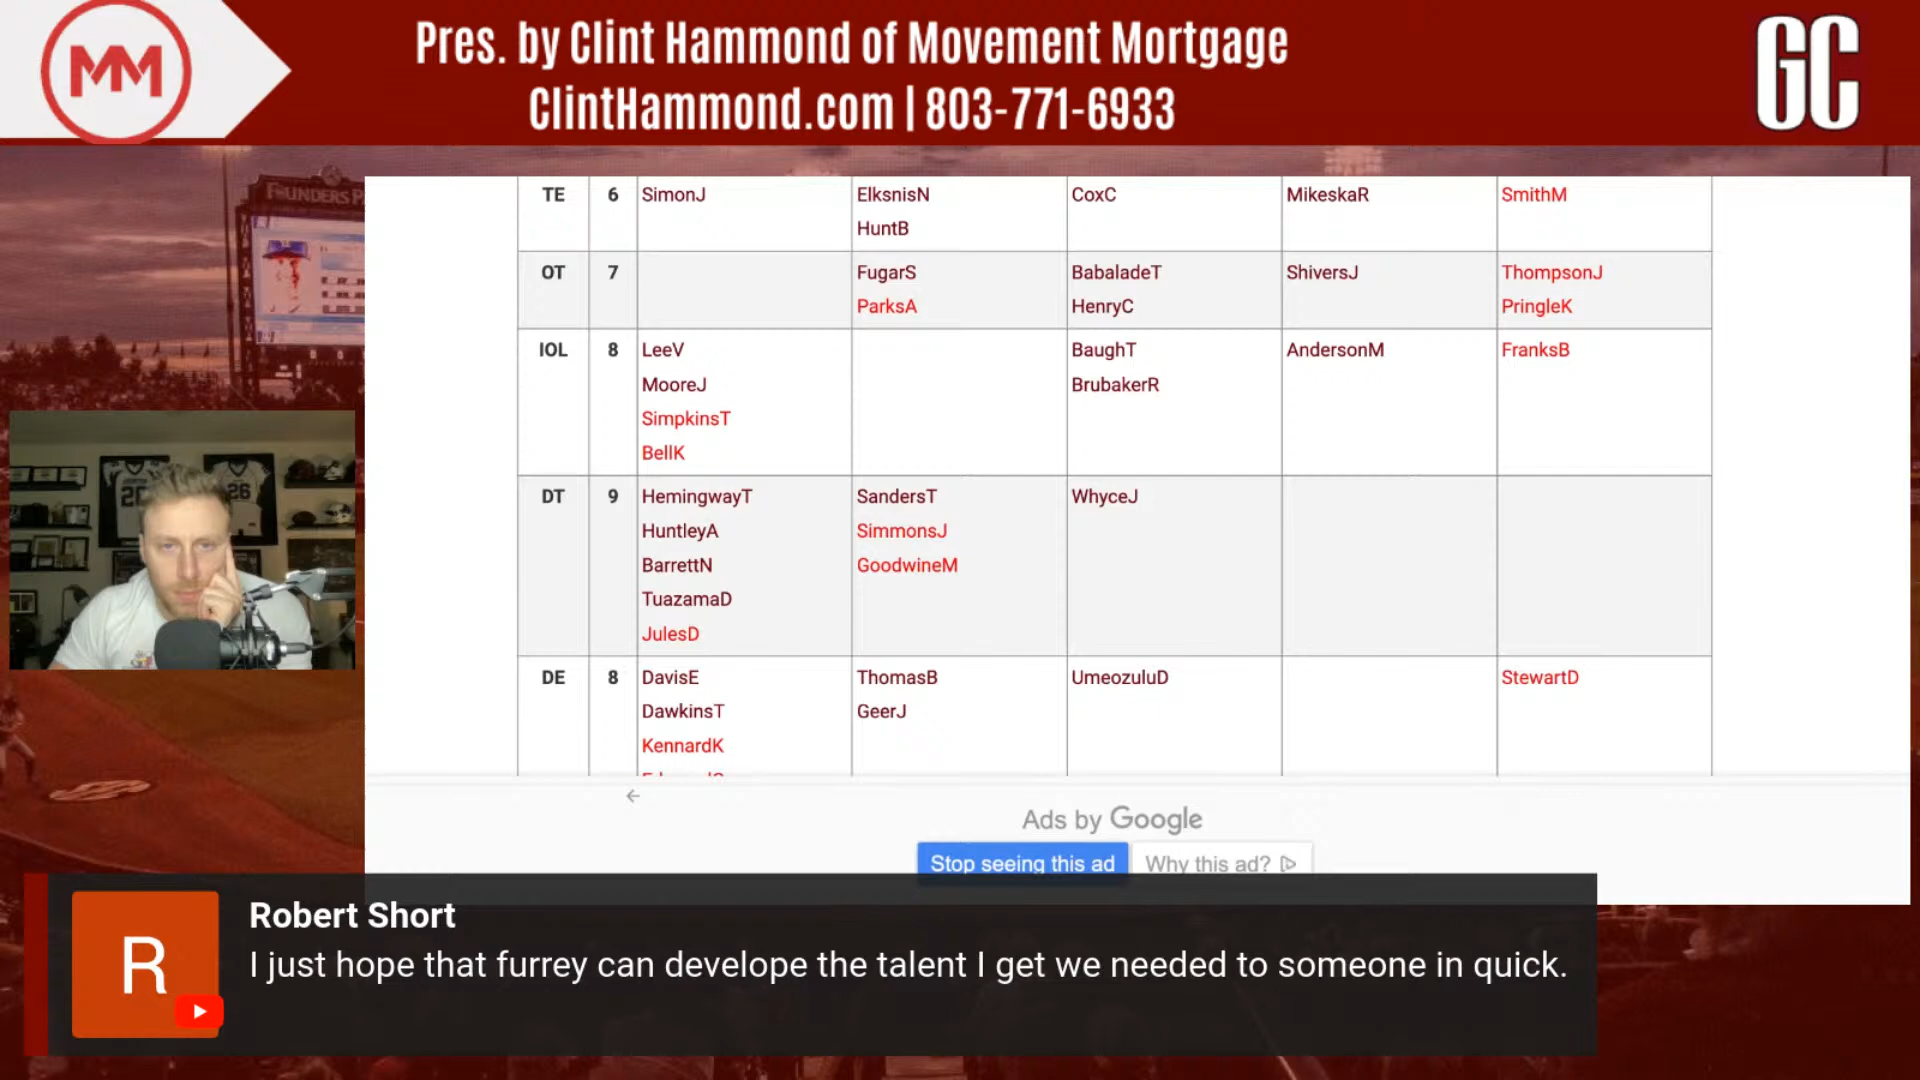 MM
Pres. by Clint Hammond of Movement Mortgage
ClintHammond.com | 803-771-6933
GC
FOUNDERS
TE 6 SimonJ ElksnisN CoxC MikeskaR SmithM
HuntB
OT 7 FugarS BabaladeT ShiversJ ThompsonJ
ParksA HenryC PringleK
IOL 8 LeeV BaughT AndersonM FranksB
MooreJ BrubakerR
SimpkinsT
BellK
DT 9 HemingwayT SandersT WhyceJ
HuntleyA SimmonsJ
BarrettN GoodwineM
TuazamaD
JulesD
DE 8 DavisE ThomasB UmeozuluD StewartD
DawkinsT GeerJ
KennardK
26
Ads by Google
Stop seeing this ad Why this ad?
R
Robert Short
I just hope that furrey can develope the talent I get we needed to someone in quick.